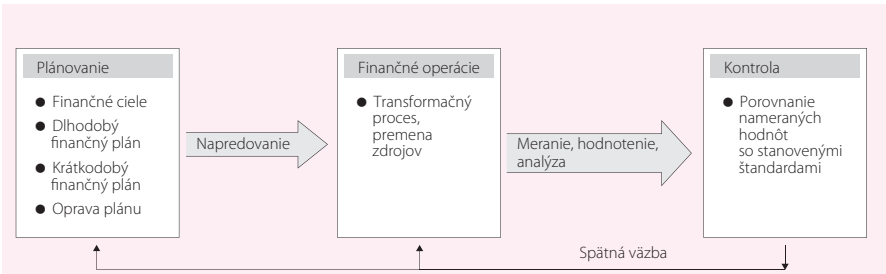 Plánovanie
● Finančné ciele
● Dlhodobý
finančný plán
● Krátkodobý
finančný plán
● Oprava plánu
Napredovanie
Finančné operácie
● Transformačný
proces,
premena
zdrojov
Meranie, hodnotenie,
analýza
Kontrola
● Porovnanie
nameraných
hodnôt
so stanovenými
štandardami
Spätná väzba